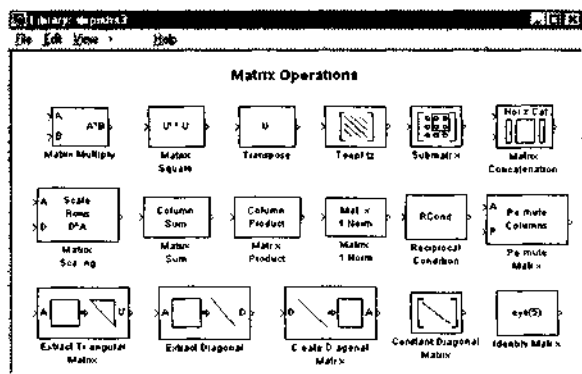 Library: dspmtrx3
File Edit View Help
Matrix Operations
A
B
A*B
Matrix Multiply
Matrix
Square
U
Transpose
Toeplitz
Submatrix
Horiz Cat
Matrix
Concatenation
A
D
Scale
Rows
D*A
Matrix
Scaling
Column
Sum
Matrix
Sum
Column
Product
Matrix
Product
Matrix
1 Norm
Matrix
1 Norm
RCond
Reciprocal
Condition
A
P
Permute
Columns
Permute
Matrix
A
U
Extract Triangular
Matrix
A
D
Extract Diagonal
D
A
Create Diagonal
Matrix
Constant Diagonal
Matrix
eye(5)
Identity Matrix